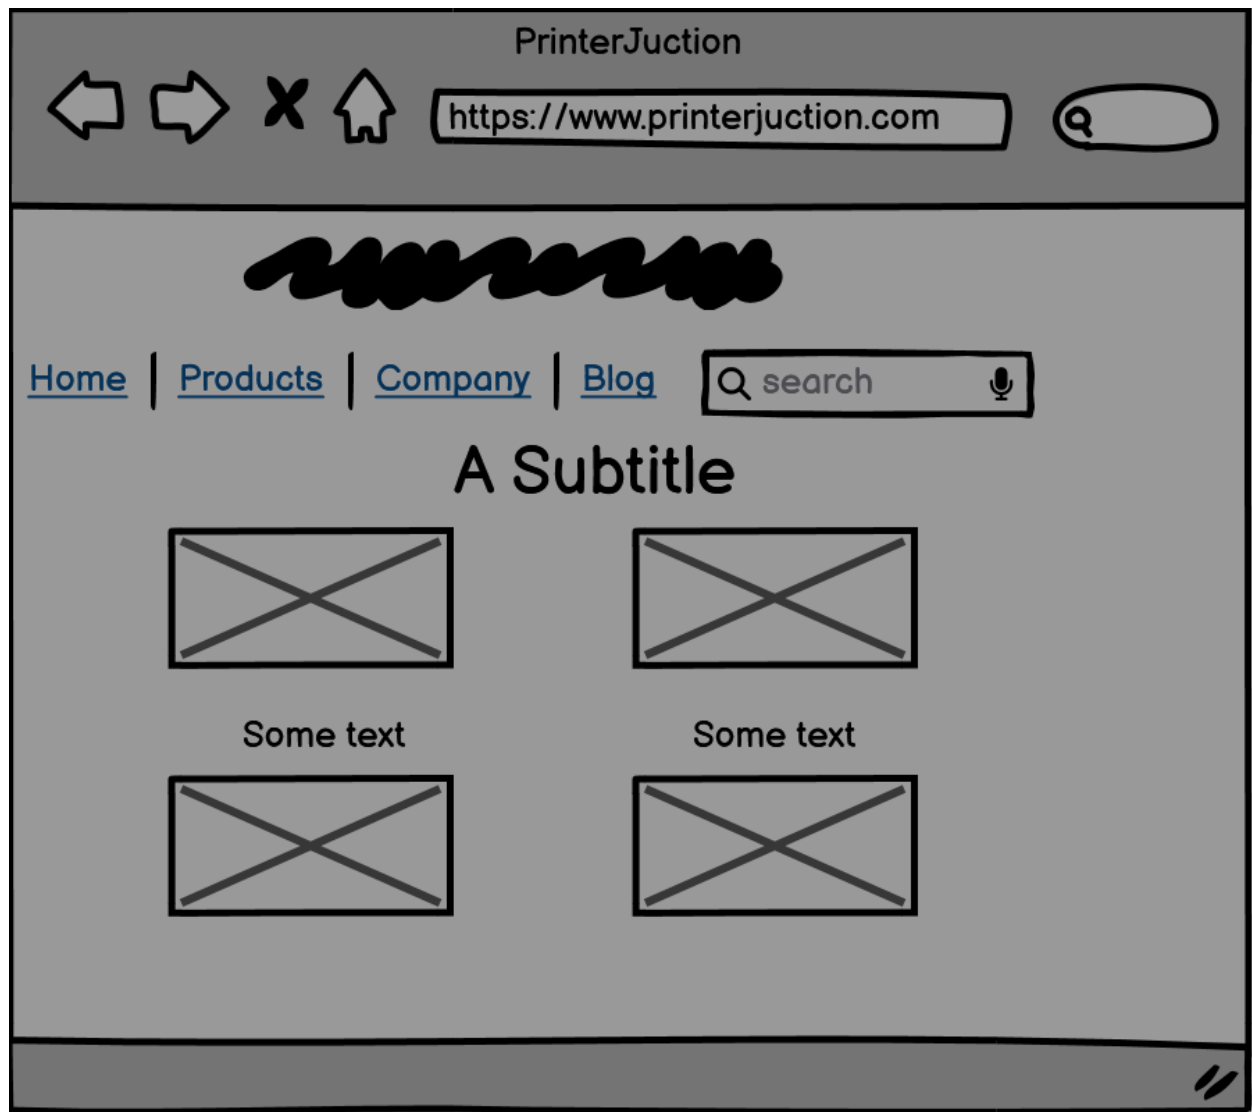 PrinterJuction
https://www.printerjuction.com
Home | Products | Company | Blog
search
A Subtitle
Some text
Some text